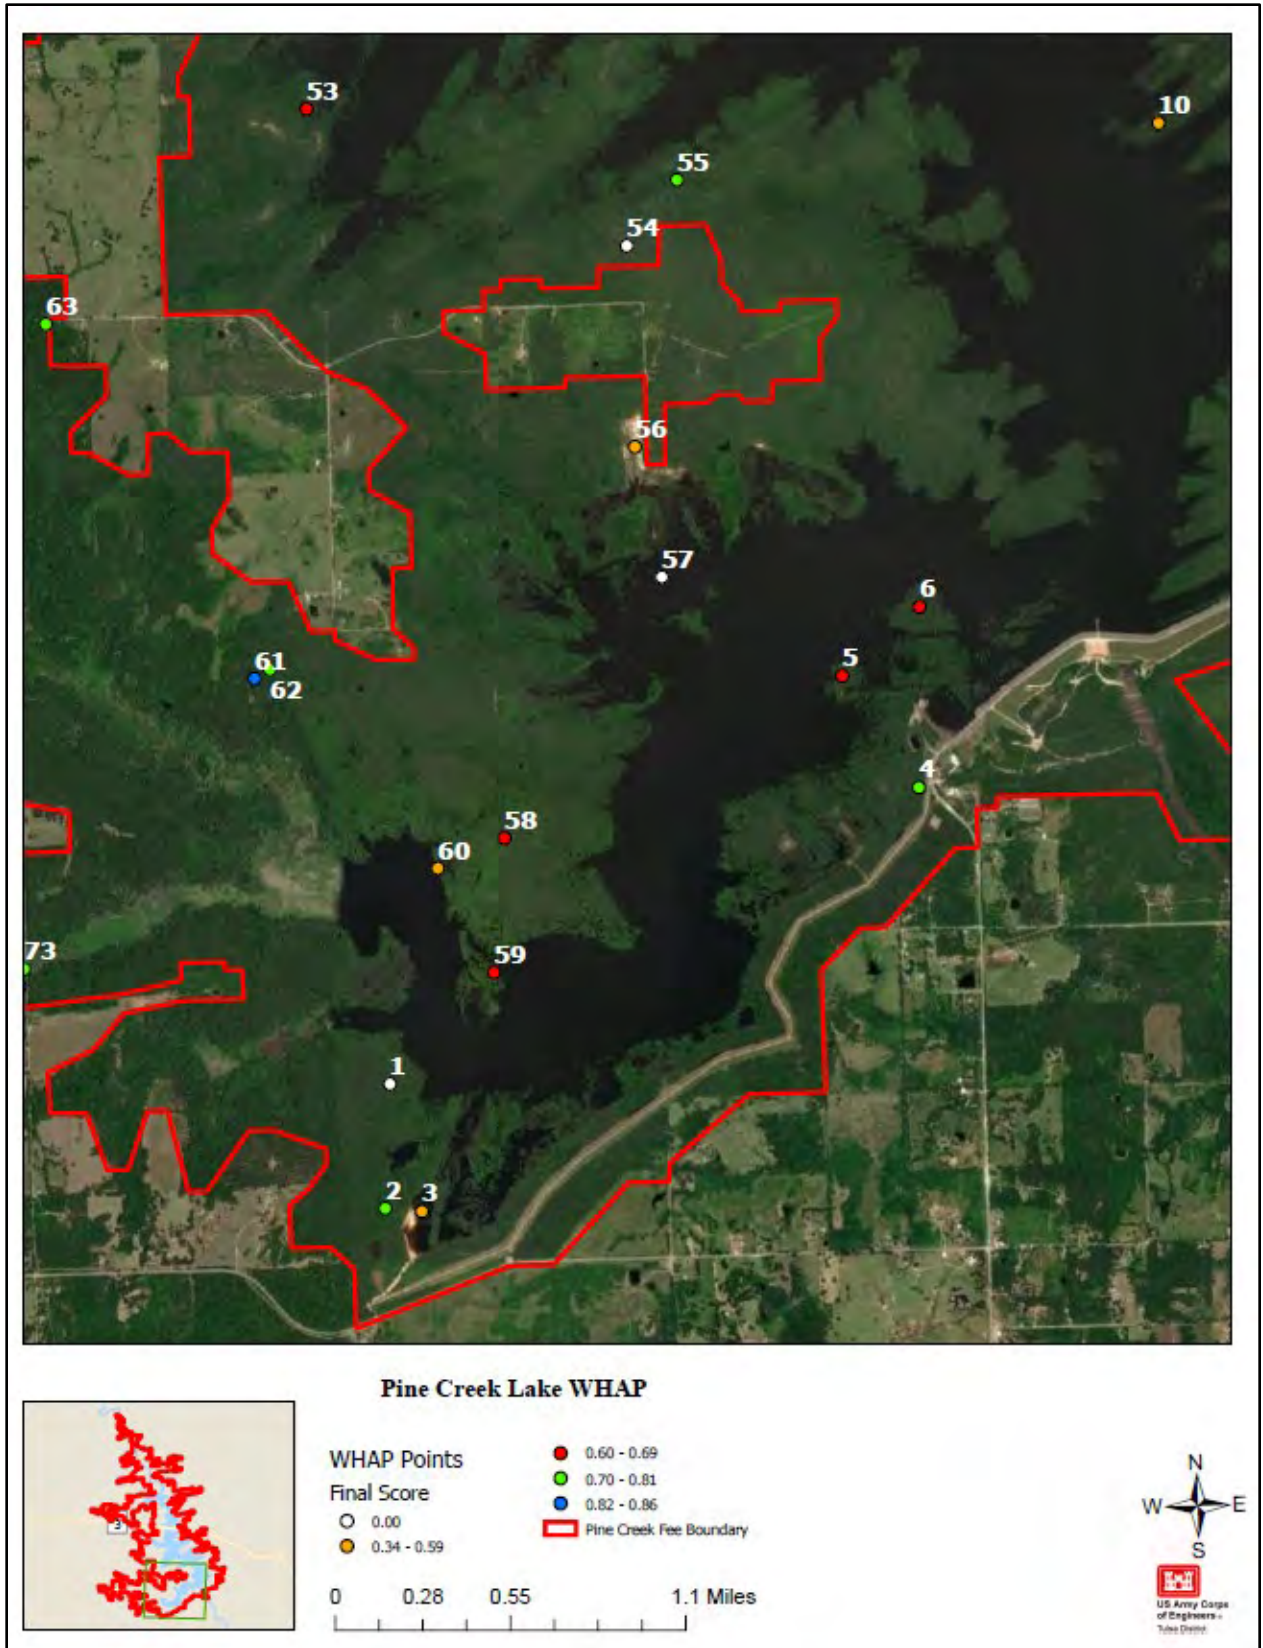 53
10
55
54
63
56
57
6
5
61
62
4
58
60
73
59
1
2
3
Pine Creek Lake WHAP
WHAP Points
Final Score
0.00
0.34 - 0.59
0.60 - 0.69
0.70 - 0.81
0.82 - 0.86
Pine Creek Fee Boundary
3
0 0.28 0.55 1.1 Miles
N
W E
S
US Army Corps
of Engineers®
Tulsa District